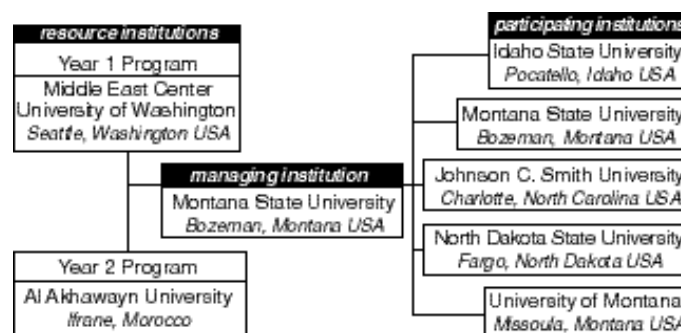 resource institutions
Year 1 Program
Middle East Center
University of Washington
Seattle, Washington USA
managing institution
Montana State University
Bozeman, Montana USA
Year 2 Program
Al Akhawayn University
Ifrane, Morocco
participating institutions
Idaho State University
Pocatello, Idaho USA
Montana State University
Bozeman, Montana USA
Johnson C. Smith University
Charlotte, North Carolina USA
North Dakota State University
Fargo, North Dakota USA
University of Montana
Missoula, Montana USA